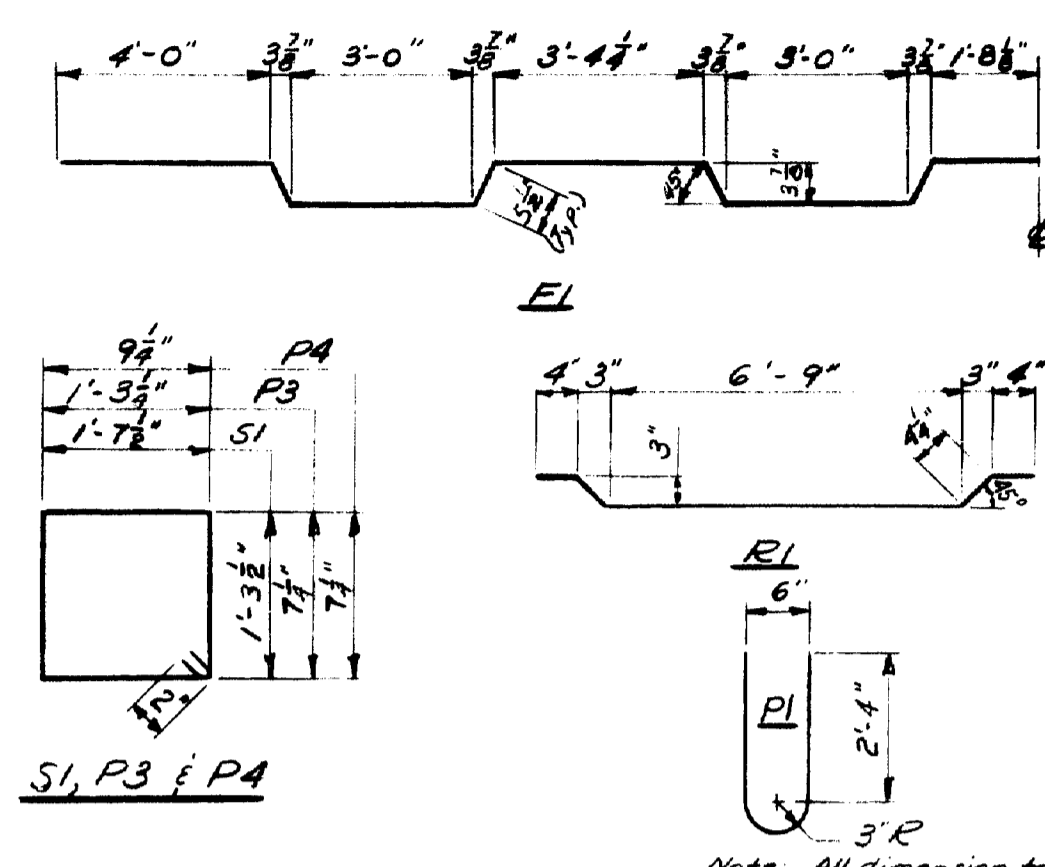 4'-0" 3 7/8" 3'-0" 3 7/8" 3'-4 1/4" 3 7/8" 3'-0" 3 7/8" 1'-8 1/8"
3 7/8"
45°
5 1/2"
(Typ.)
℄
F1
9 1/4" P4
1'-3 1/4" P3
1'-7 1/2" S1
1'-3 1/2"
7 1/4"
7 1/4"
2"
S1, P3 & P4
4" 3" 6'-9" 3" 4"
3"
4 1/4"
45°
R1
6"
P1
2'-4"
3"R
Note: All dimension